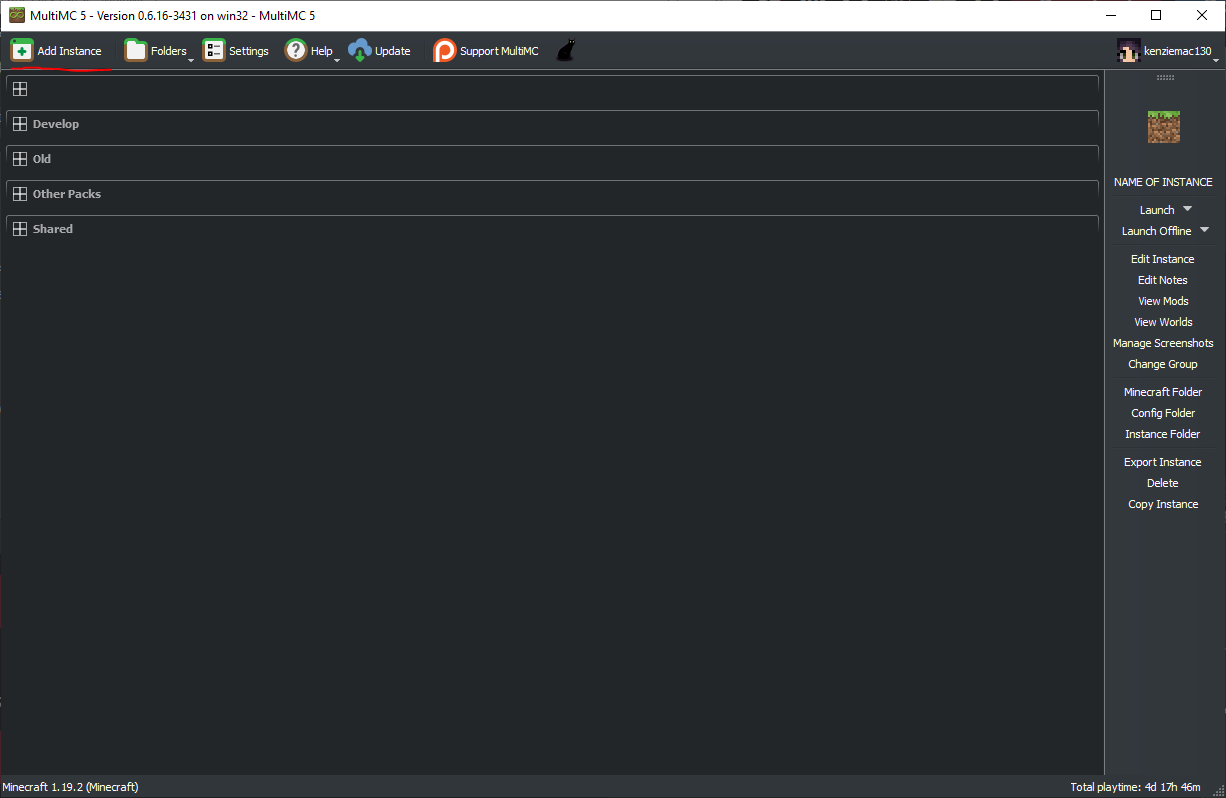 MultiMC 5 - Version 0.6.16-3431 on win32 - MultiMC 5
Add Instance Folders Settings Help Update Support MultiMC kenziemac130
Develop
Old
Other Packs
Shared
NAME OF INSTANCE
Launch
Launch Offline
Edit Instance
Edit Notes
View Mods
View Worlds
Manage Screenshots
Change Group
Minecraft Folder
Config Folder
Instance Folder
Export Instance
Delete
Copy Instance
Minecraft 1.19.2 (Minecraft) Total playtime: 4d 17h 46m